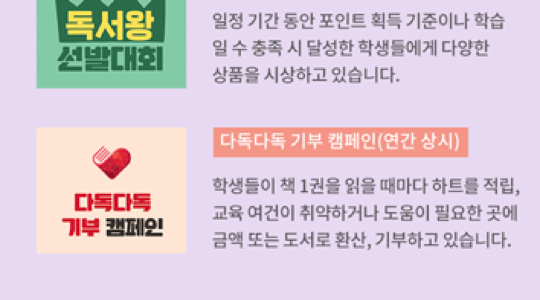 독서왕
선발대회
일정 기간 동안 포인트 획득 기준이나 학습
일 수 충족 시 달성한 학생들에게 다양한
상품을 시상하고 있습니다.
다독다독
기부 캠페인
다독다독 기부 캠페인(연간 상시)
학생들이 책 1권을 읽을 때마다 하트를 적립,
교육 여건이 취약하거나 도움이 필요한 곳에
금액 또는 도서로 환산, 기부하고 있습니다.